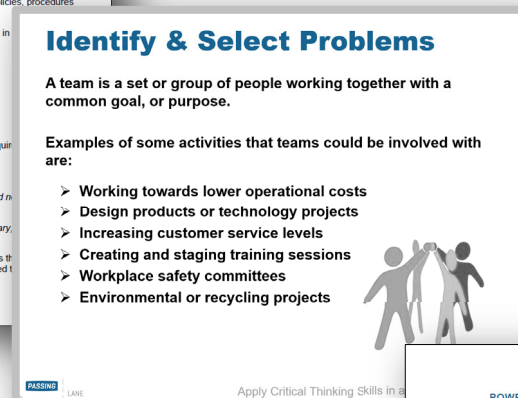 policies, procedures
in
Identify & Select Problems
A team is a set or group of people working together with a
common goal, or purpose.
Examples of some activities that teams could be involved with
are:
➢ Working towards lower operational costs
➢ Design products or technology projects
➢ Increasing customer service levels
➢ Creating and staging training sessions
➢ Workplace safety committees
➢ Environmental or recycling projects
PASSING
LANE
Apply Critical Thinking Skills in a